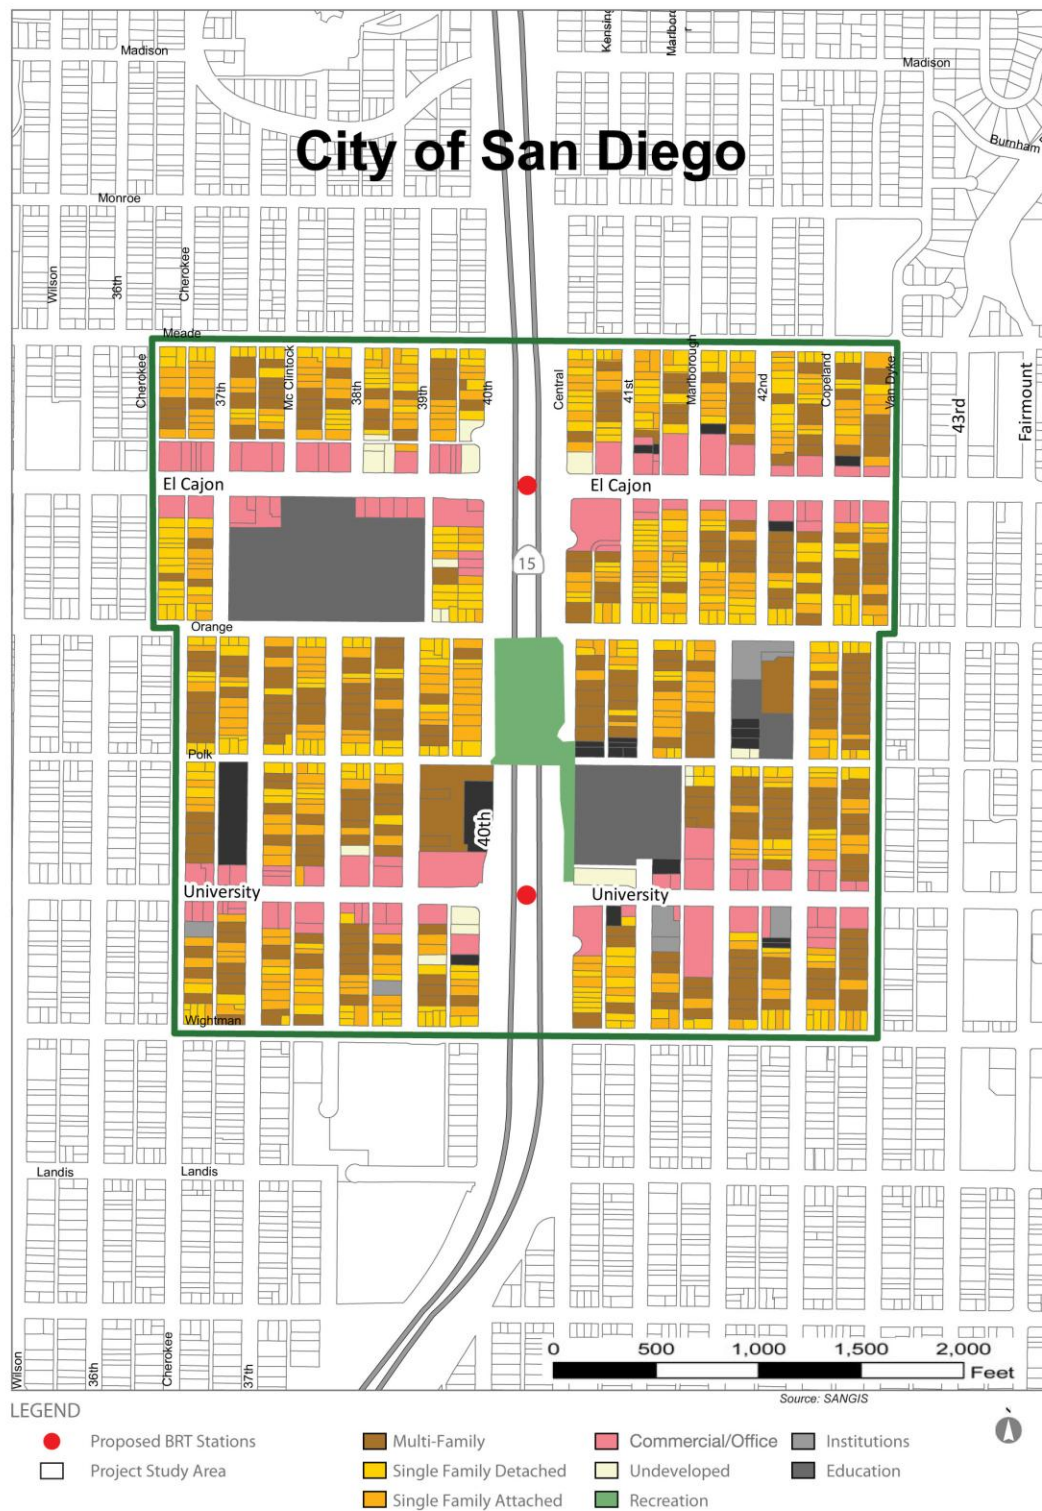 Madison
Kensing
Marlboro
Madison
City of San Diego
Burnham
Monroe
Wilson
36th
Cherokee
Meade
Cherokee
37th
Mc Clintock
38th
39th
40th
Central
41st
Marlborough
42nd
Copeland
Van Dyke
43rd
Fairmount
El Cajon
El Cajon
15
Orange
Polk
40th
University
University
Wightman
Landis
Landis
Wilson
36th
Cherokee
37th
0 500 1,000 1,500 2,000
Feet
Source: SANGIS
LEGEND
Proposed BRT Stations
Project Study Area
Multi-Family
Single Family Detached
Single Family Attached
Commercial/Office
Undeveloped
Recreation
Institutions
Education